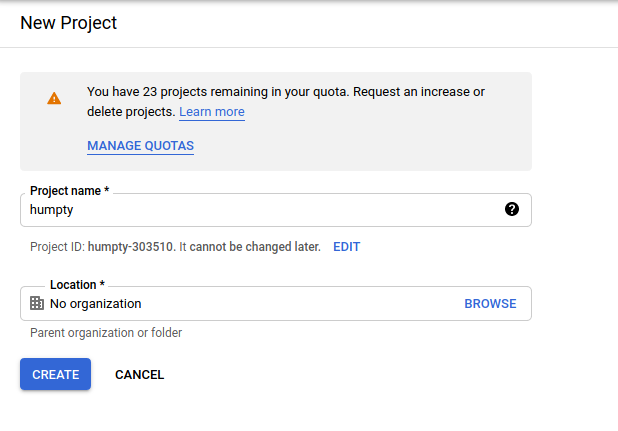 New Project
You have 23 projects remaining in your quota. Request an increase or
delete projects. Learn more
MANAGE QUOTAS
Project name *
humpty
Project ID: humpty-303510. It cannot be changed later. EDIT
Location *
No organization BROWSE
Parent organization or folder
CREATE CANCEL